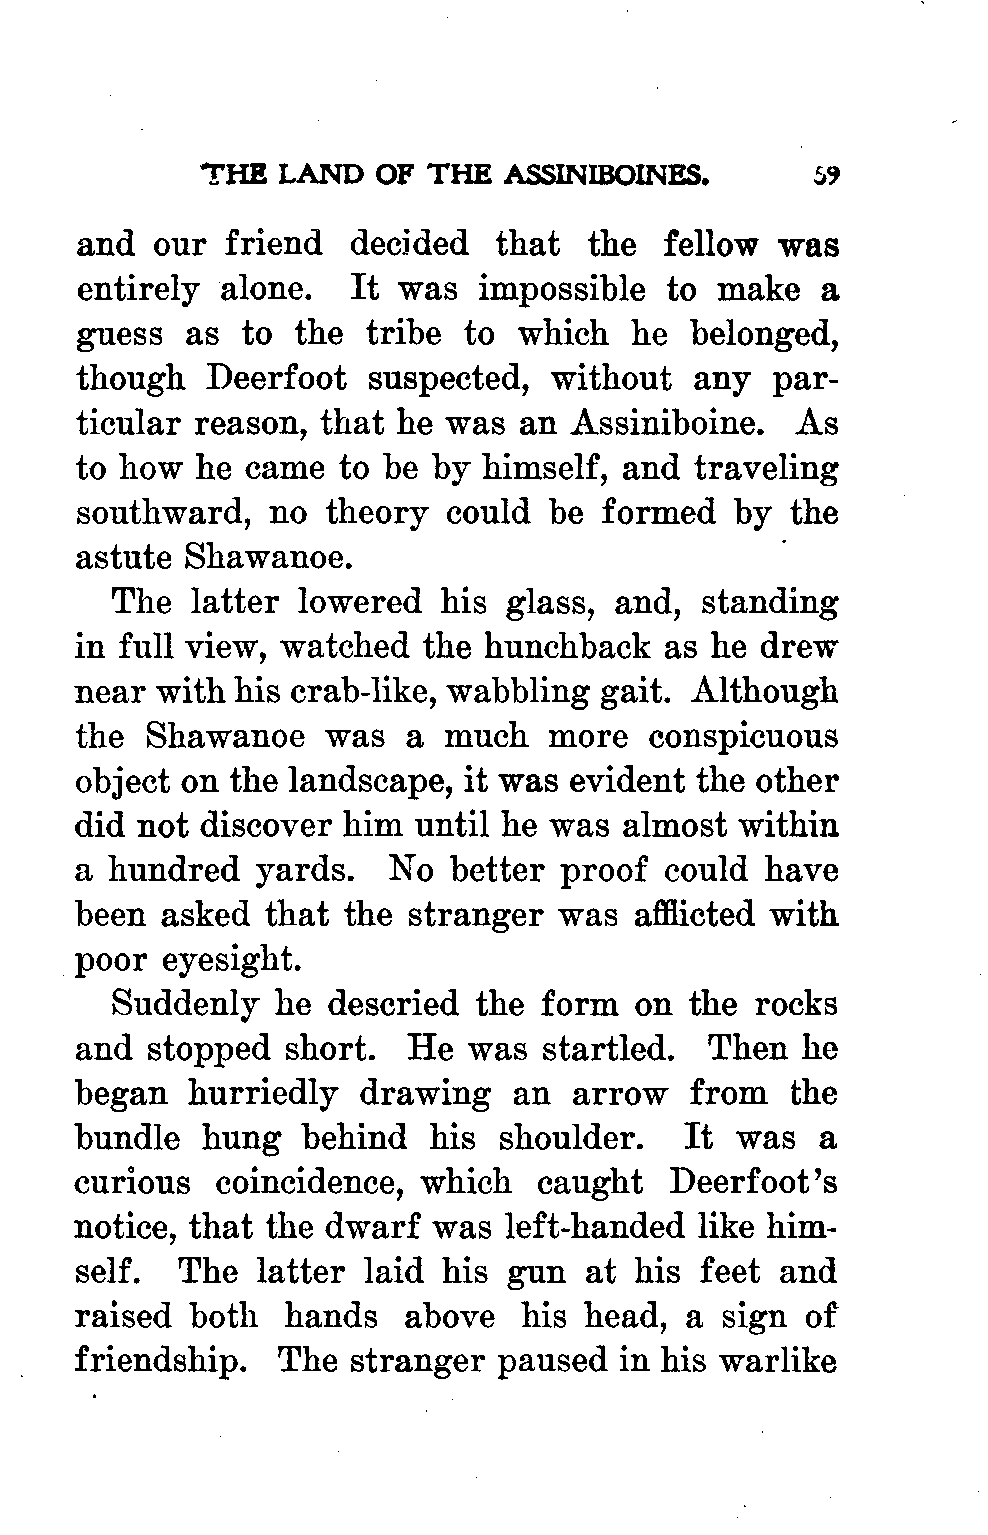 THE LAND OF THE ASSINIBOINES. 59
and our friend decided that the fellow was
entirely alone. It was impossible to make a
guess as to the tribe to which he belonged,
though Deerfoot suspected, without any par-
ticular reason, that he was an Assiniboine. As
to how he came to be by himself, and traveling
southward, no theory could be formed by the
astute Shawanoe.
The latter lowered his glass, and, standing
in full view, watched the hunchback as he drew
near with his crab-like, wabbling gait. Although
the Shawanoe was a much more conspicuous
object on the landscape, it was evident the other
did not discover him until he was almost within
a hundred yards. No better proof could have
been asked that the stranger was afflicted with
poor eyesight.
Suddenly he descried the form on the rocks
and stopped short. He was startled. Then he
began hurriedly drawing an arrow from the
bundle hung behind his shoulder. It was a
curious coincidence, which caught Deerfoot's
notice, that the dwarf was left-handed like him-
self. The latter laid his gun at his feet and
raised both hands above his head, a sign of
friendship. The stranger paused in his warlike